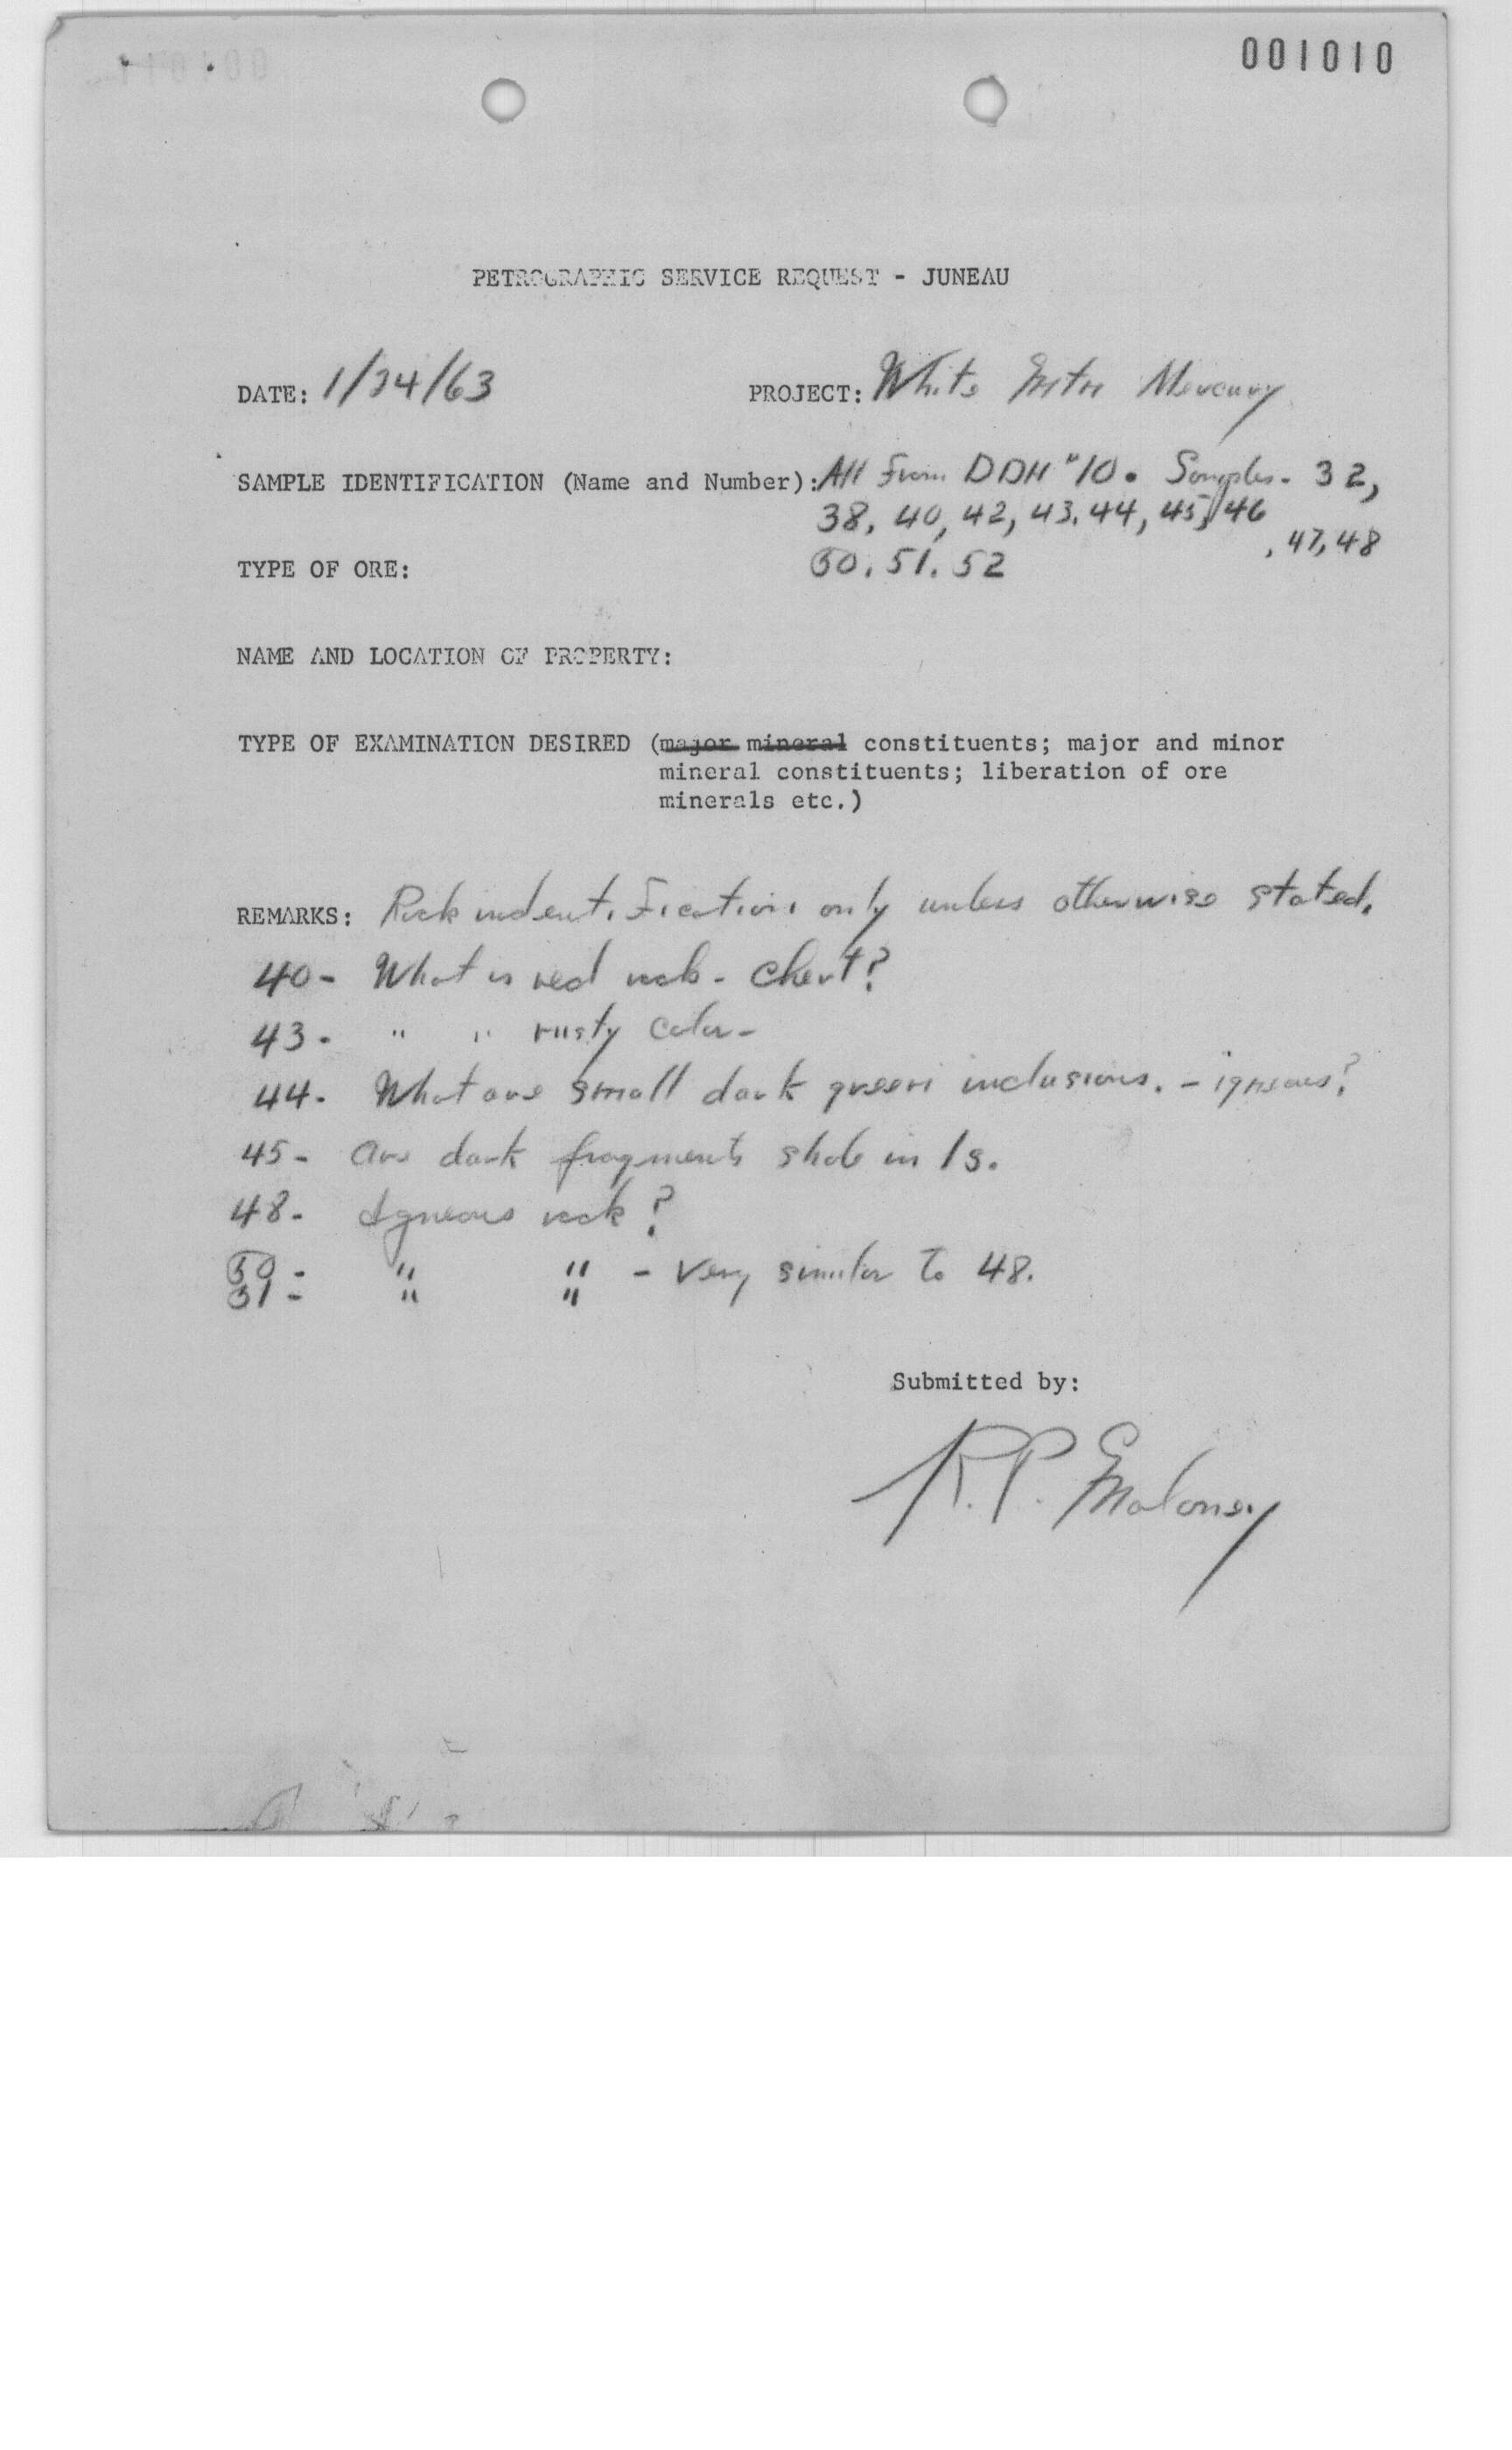 001010
PETROGRAPHIC SERVICE REQUEST - JUNEAU
DATE: 1/24/63 PROJECT: White Mtn Mercury
SAMPLE IDENTIFICATION (Name and Number): All from DDH #10. Samples - 32,
38, 40, 42, 43, 44, 45, 46
, 47, 48
TYPE OF ORE: 50, 51, 52
NAME AND LOCATION OF PROPERTY:
TYPE OF EXAMINATION DESIRED (major mineral constituents; major and minor
mineral constituents; liberation of ore
minerals etc.)
REMARKS: Rock indentification only unless otherwise stated.
40- What is red rock - Chert?
43- " " rusty color-
44- What are small dark green inclusions. - igneous?
45- are dark fragments shale in ls.
48- Igneous rock?
50- " " - Very similar to 48.
51- " "
Submitted by:
R.P. Maloney